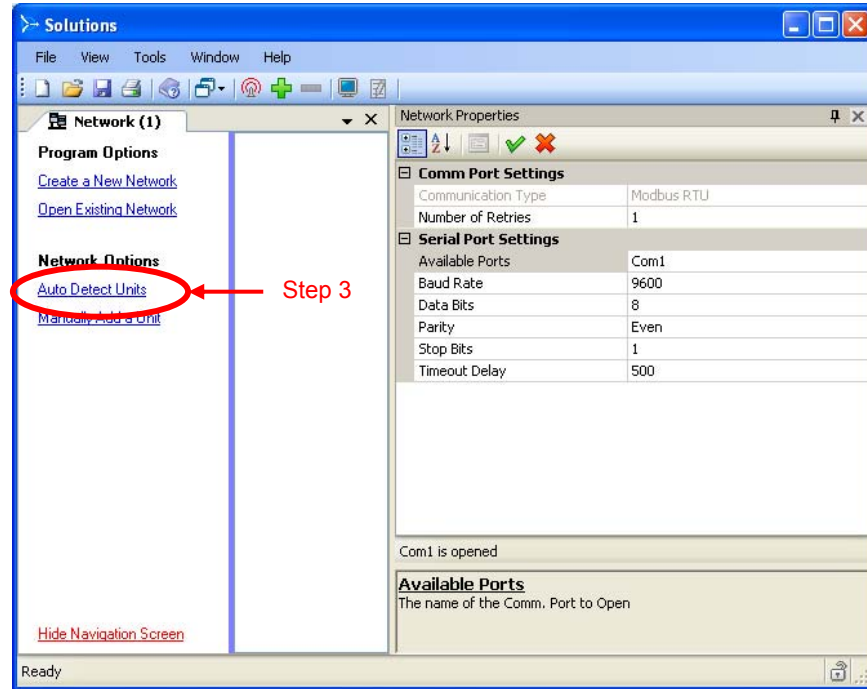 Solutions
File View Tools Window Help
Network (1)
Program Options
Create a New Network
Open Existing Network
Network Options
Auto Detect Units
Manually Add a Unit
Step 3
Hide Navigation Screen
Network Properties
Comm Port Settings
Communication Type Modbus RTU
Number of Retries 1
Serial Port Settings
Available Ports Com1
Baud Rate 9600
Data Bits 8
Parity Even
Stop Bits 1
Timeout Delay 500
Com1 is opened
Available Ports
The name of the Comm. Port to Open
Ready